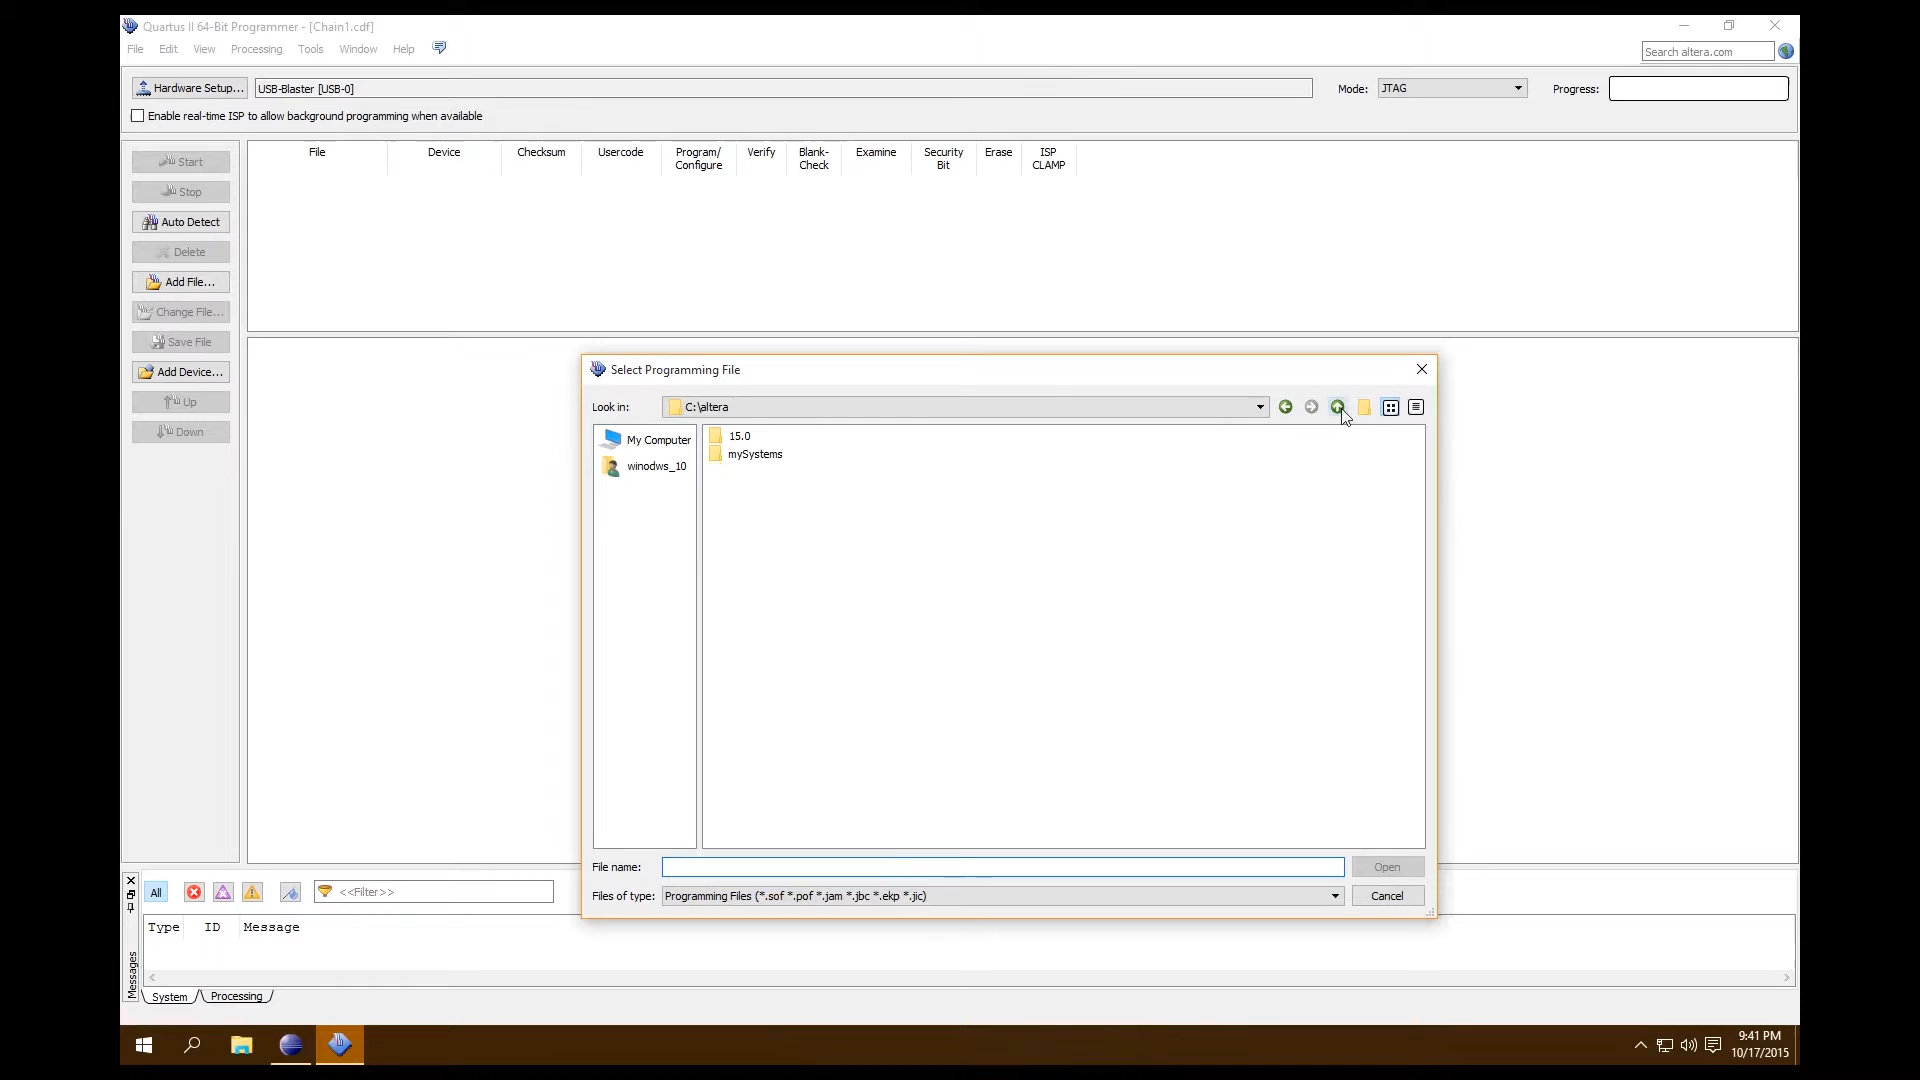 Quartus II 64-Bit Programmer - [Chain1.cdf]
File Edit View Processing Tools Window Help
Search altera.com
Hardware Setup... USB-Blaster [USB-0] Mode: JTAG Progress:
Enable real-time ISP to allow background programming when available
Start
Stop
Auto Detect
Delete
Add File...
Change File...
Save File
Add Device...
Up
Down
File Device Checksum Usercode Program/ Verify Blank- Examine Security Erase ISP
Configure Check Bit CLAMP
Select Programming File
Look in: C:\altera
My Computer
winodws_10
15.0
mySystems
File name: Open
Files of type: Programming Files (*.sof *.pof *.jam *.jbc *.ekp *.jic) Cancel
All <<Filter>>
Type ID Message
Messages
System Processing
9:41 PM
10/17/2015